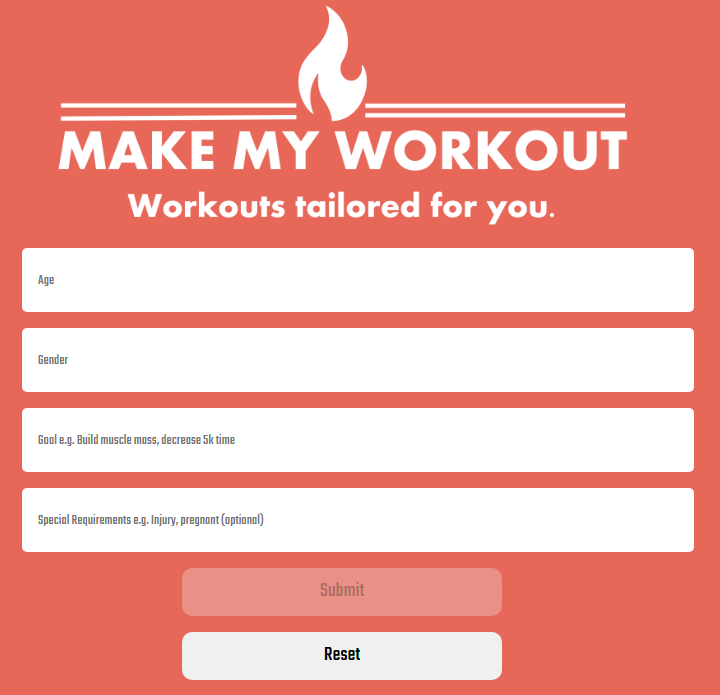 MAKE MY WORKOUT
Workouts tailored for you.
Age
Gender
Goal e.g. Build muscle mass, decrease 5k time
Special Requirements e.g. Injury, pregnant (optional)
Submit
Reset